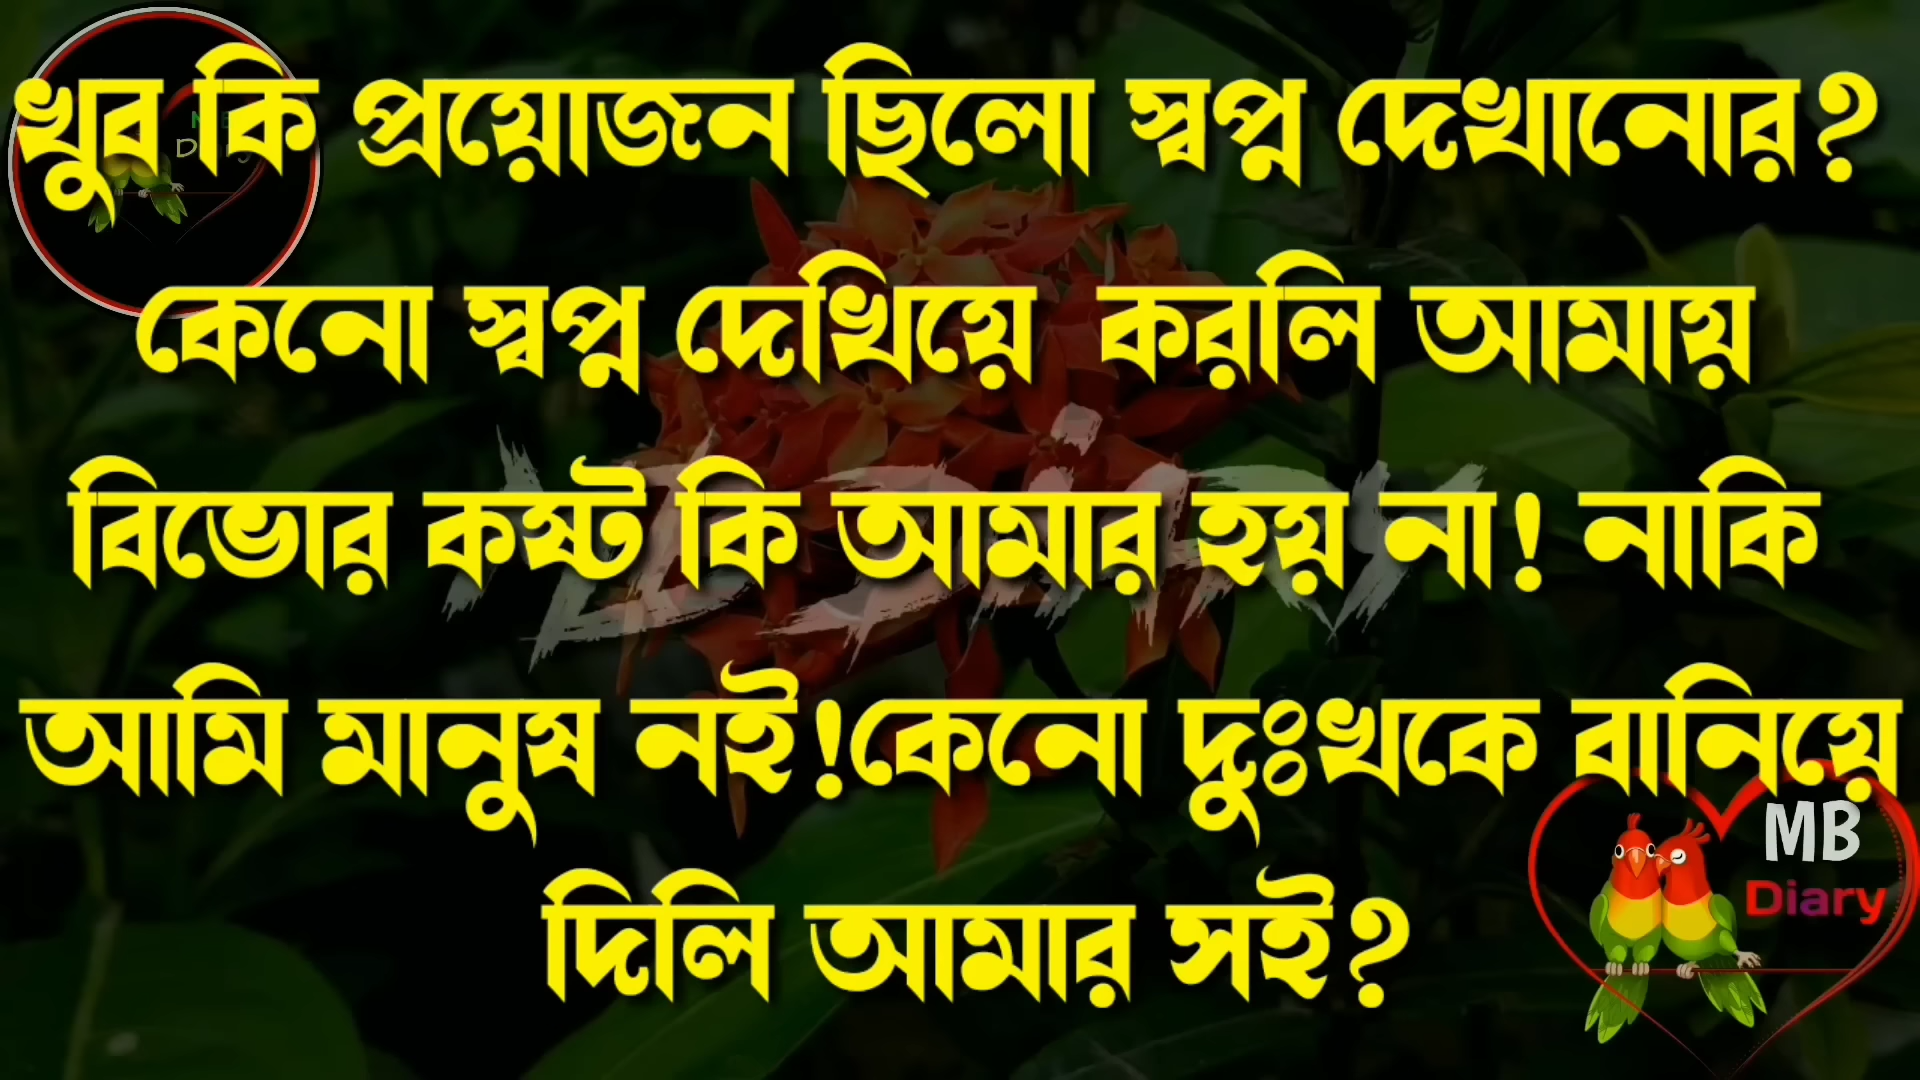 খুব কি প্রয়োজন ছিলো স্বপ্ন দেখানোর?
কেনো স্বপ্ন দেখিয়ে  করলি আমায়
বিভোর কষ্ট কি আমার হয় না! নাকি
আমি মানুষ নই!কেনো দুঃখকে বানিয়ে
দিলি আমার সই?
MB
Diary